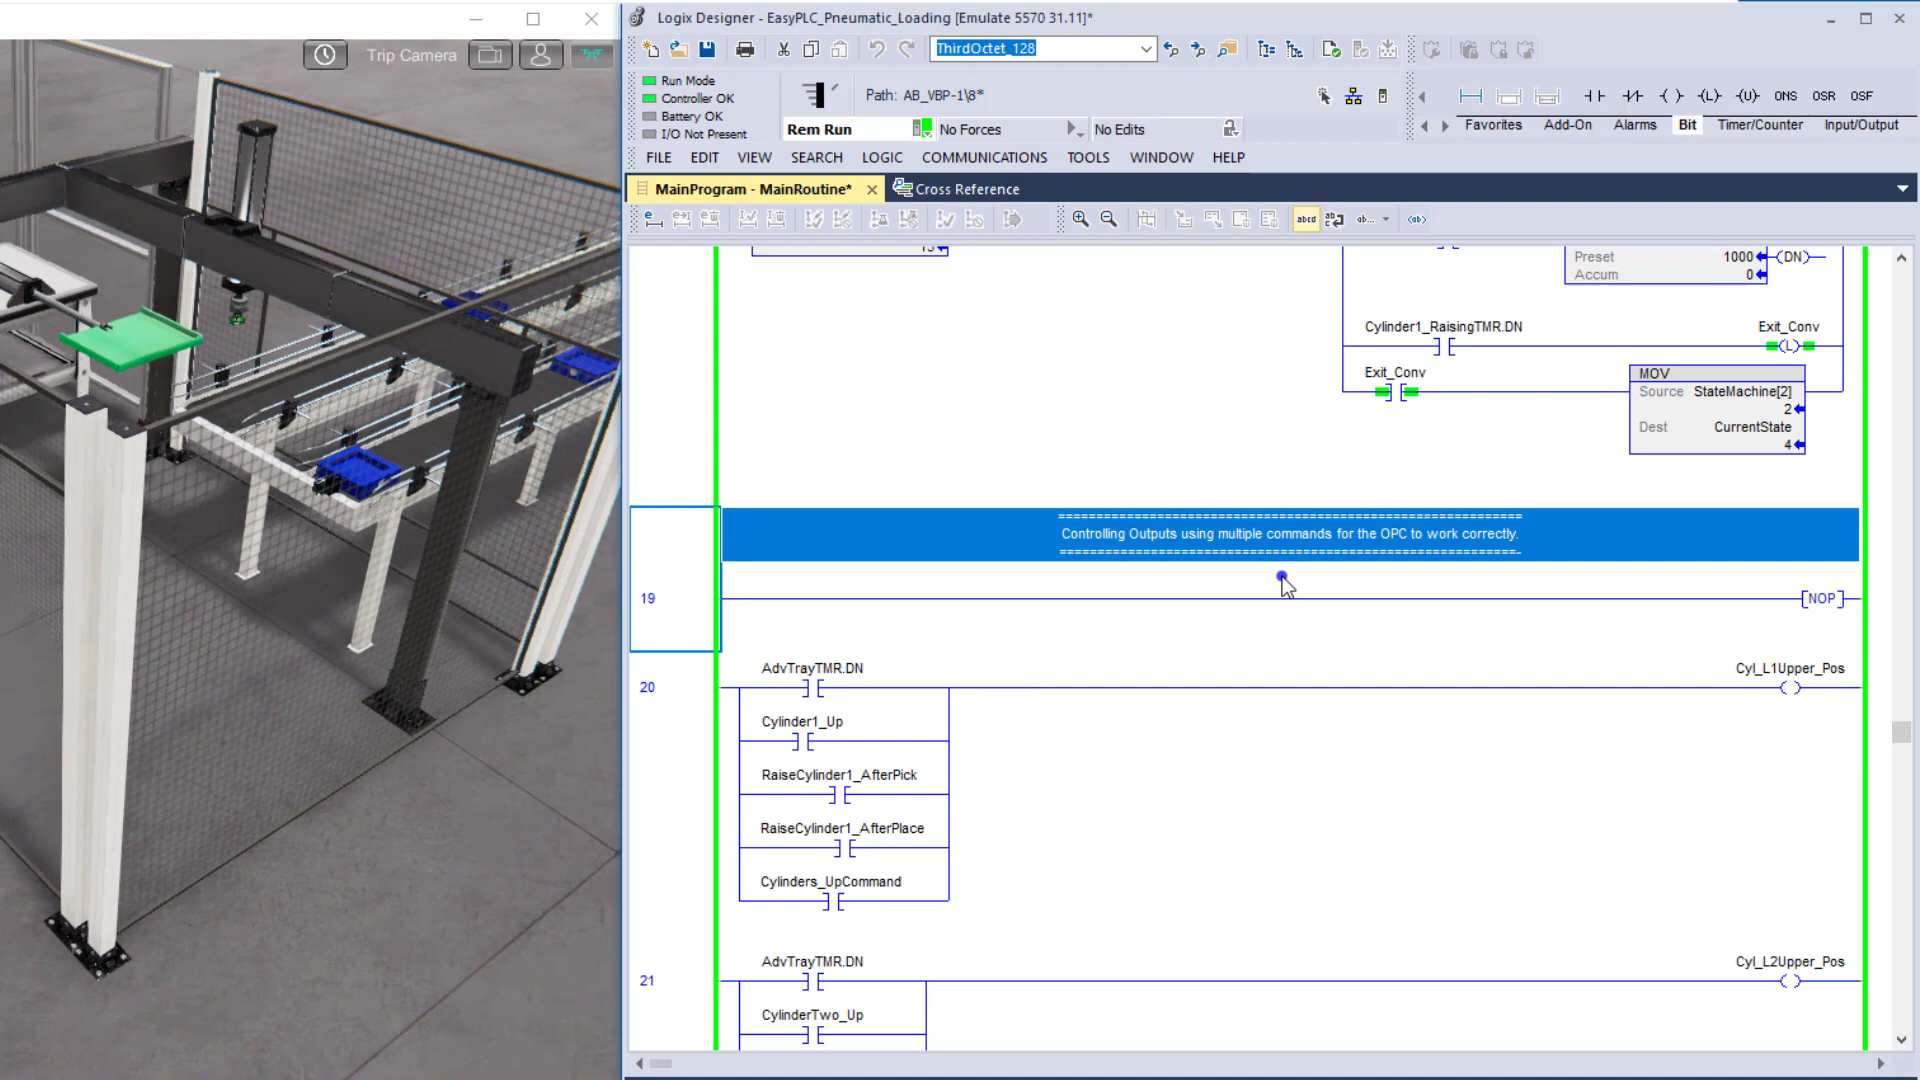 Trip Camera
Logix Designer - EasyPLC_Pneumatic_Loading [Emulate 5570 31.11]*
ThirdOctet_128
Run Mode
Controller OK
Battery OK
I/O Not Present
Path: AB_VBP-1\8*
Rem Run
No Forces
No Edits
(L)
(U)
ONS
OSR
OSF
Favorites
Add-On
Alarms
Bit
Timer/Counter
Input/Output
FILE
EDIT
VIEW
SEARCH
LOGIC
COMMUNICATIONS
TOOLS
WINDOW
HELP
MainProgram - MainRoutine*
Cross Reference
abcd
ab...
<ab>
Preset 1000
(DN)
Accum 0
Cylinder1_RaisingTMR.DN
Exit_Conv
(L)
Exit_Conv
MOV
Source StateMachine[2]
2
Dest CurrentState
4
===========================================================
Controlling Outputs using multiple commands for the OPC to work correctly.
==========================================================-
19
[NOP]
AdvTrayTMR.DN
Cyl_L1Upper_Pos
20
Cylinder1_Up
RaiseCylinder1_AfterPick
RaiseCylinder1_AfterPlace
Cylinders_UpCommand
AdvTrayTMR.DN
Cyl_L2Upper_Pos
21
CylinderTwo_Up